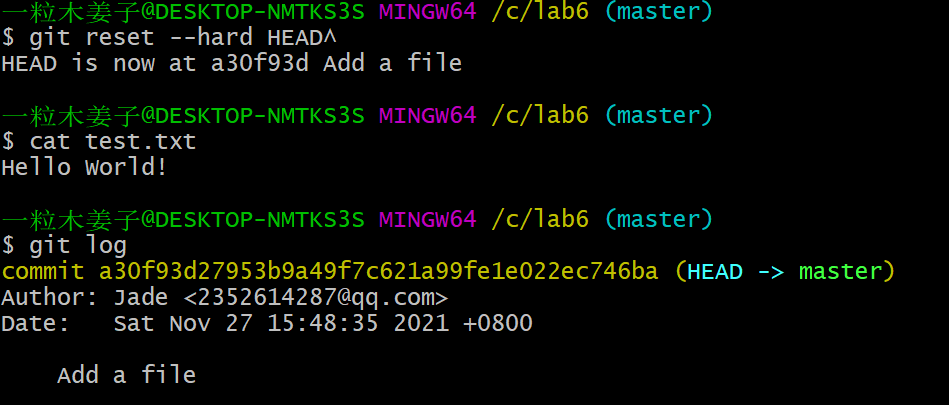 一粒木姜子@DESKTOP-NMTKS3S MINGW64 /c/lab6 (master)
$ git reset --hard HEAD^
HEAD is now at a30f93d Add a file
一粒木姜子@DESKTOP-NMTKS3S MINGW64 /c/lab6 (master)
$ cat test.txt
Hello World!
一粒木姜子@DESKTOP-NMTKS3S MINGW64 /c/lab6 (master)
$ git log
commit a30f93d27953b9a49f7c621a99fe1e022ec746ba (HEAD -> master)
Author: Jade <2352614287@qq.com>
Date:   Sat Nov 27 15:48:35 2021 +0800
    Add a file